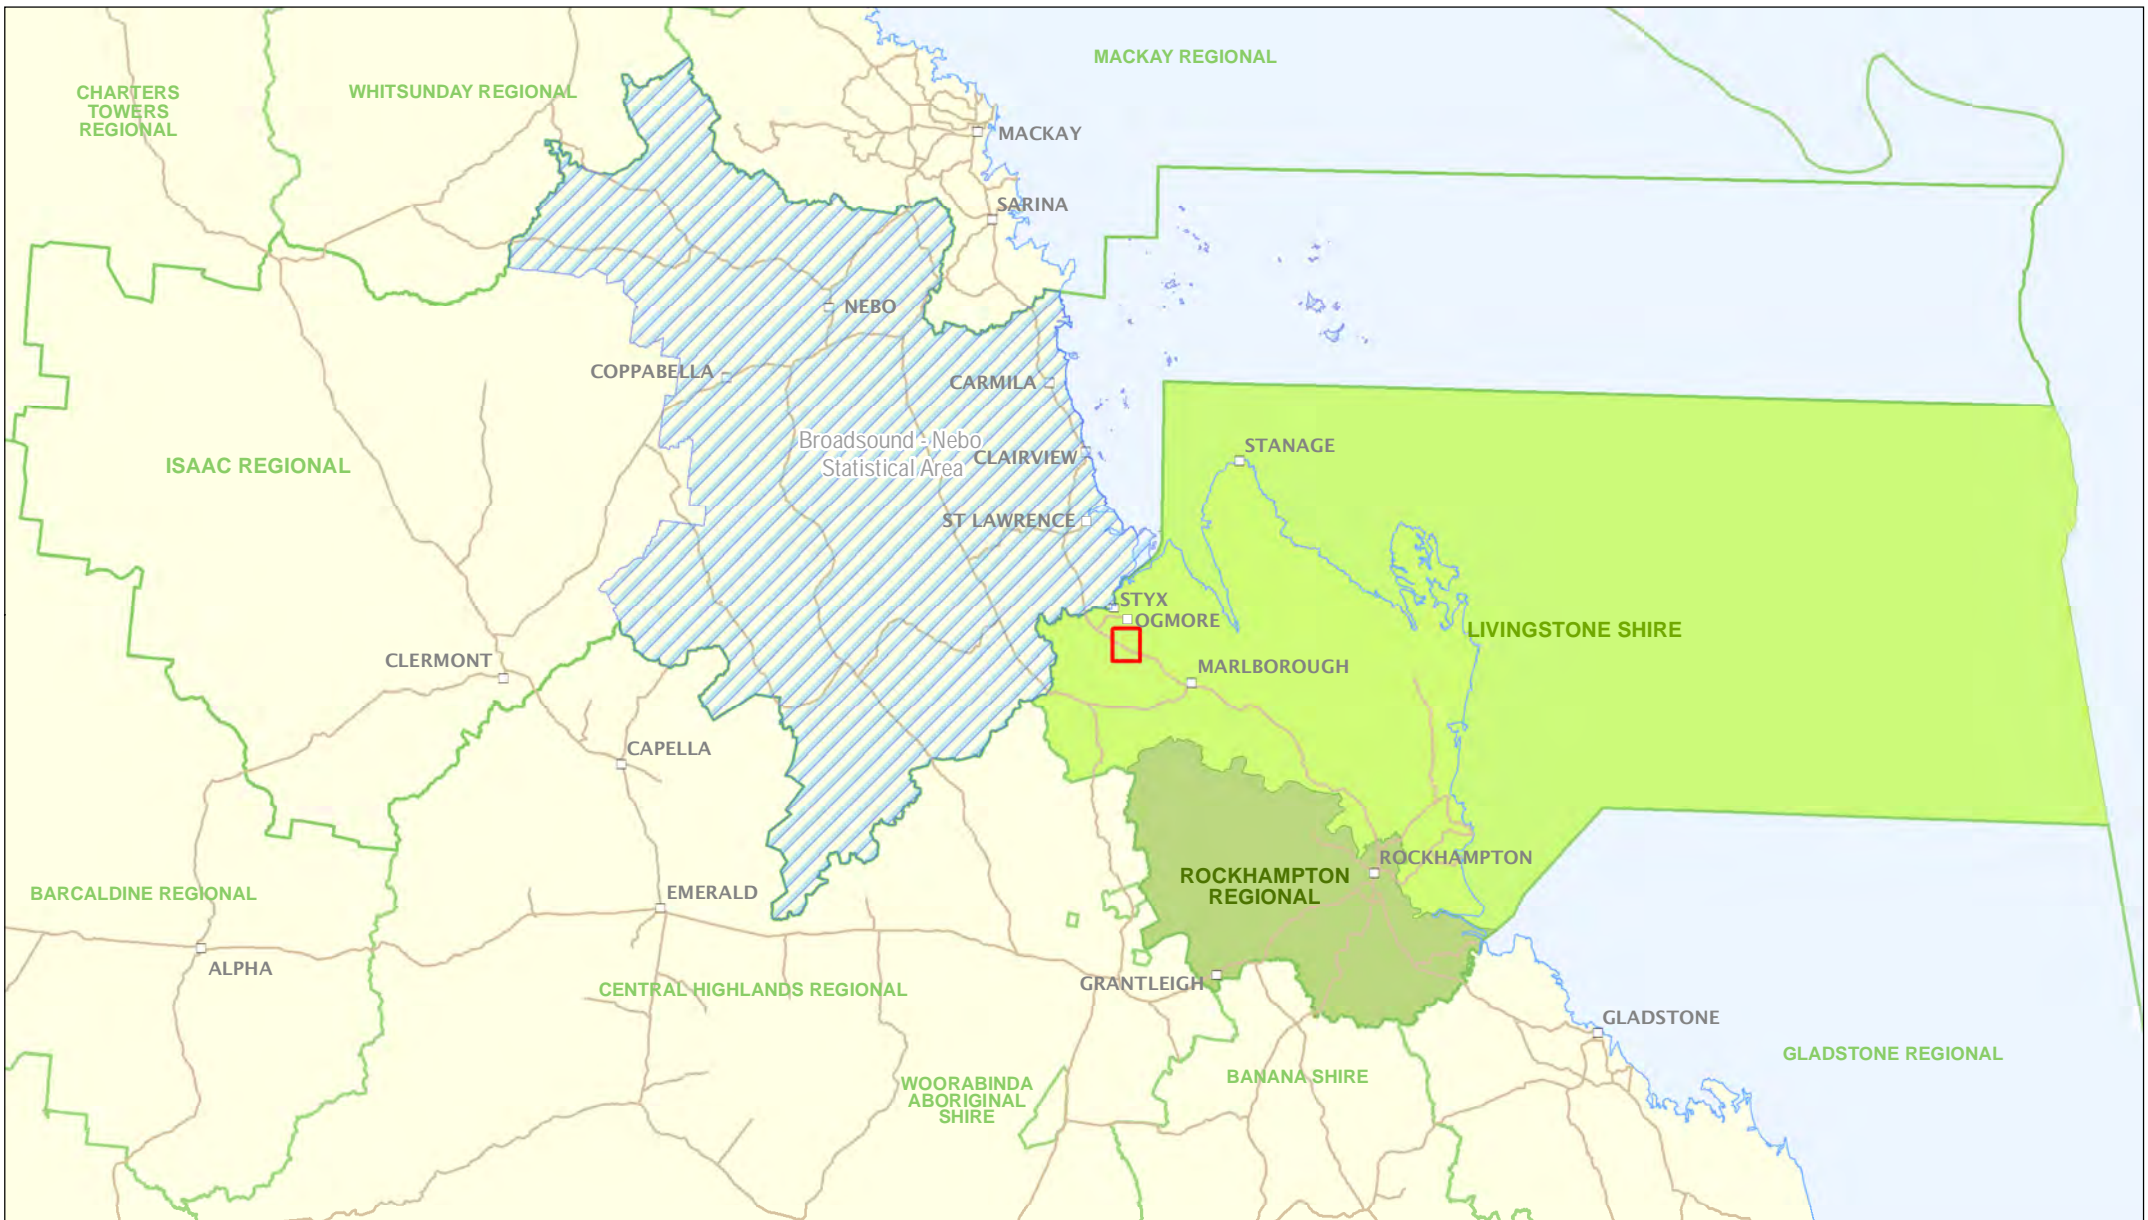 MACKAY REGIONAL
CHARTERS
TOWERS
REGIONAL
WHITSUNDAY REGIONAL
MACKAY
SARINA
NEBO
COPPABELLA
CARMILA
Broadsound - Nebo
Statistical Area
CLAIRVIEW
STANAGE
ISAAC REGIONAL
ST LAWRENCE
STYX
OGMORE
LIVINGSTONE SHIRE
CLERMONT
MARLBOROUGH
CAPELLA
ROCKHAMPTON
ROCKHAMPTON
REGIONAL
BARCALDINE REGIONAL
EMERALD
ALPHA
GRANTLEIGH
CENTRAL HIGHLANDS REGIONAL
GLADSTONE
GLADSTONE REGIONAL
WOORABINDA
ABORIGINAL
SHIRE
BANANA SHIRE